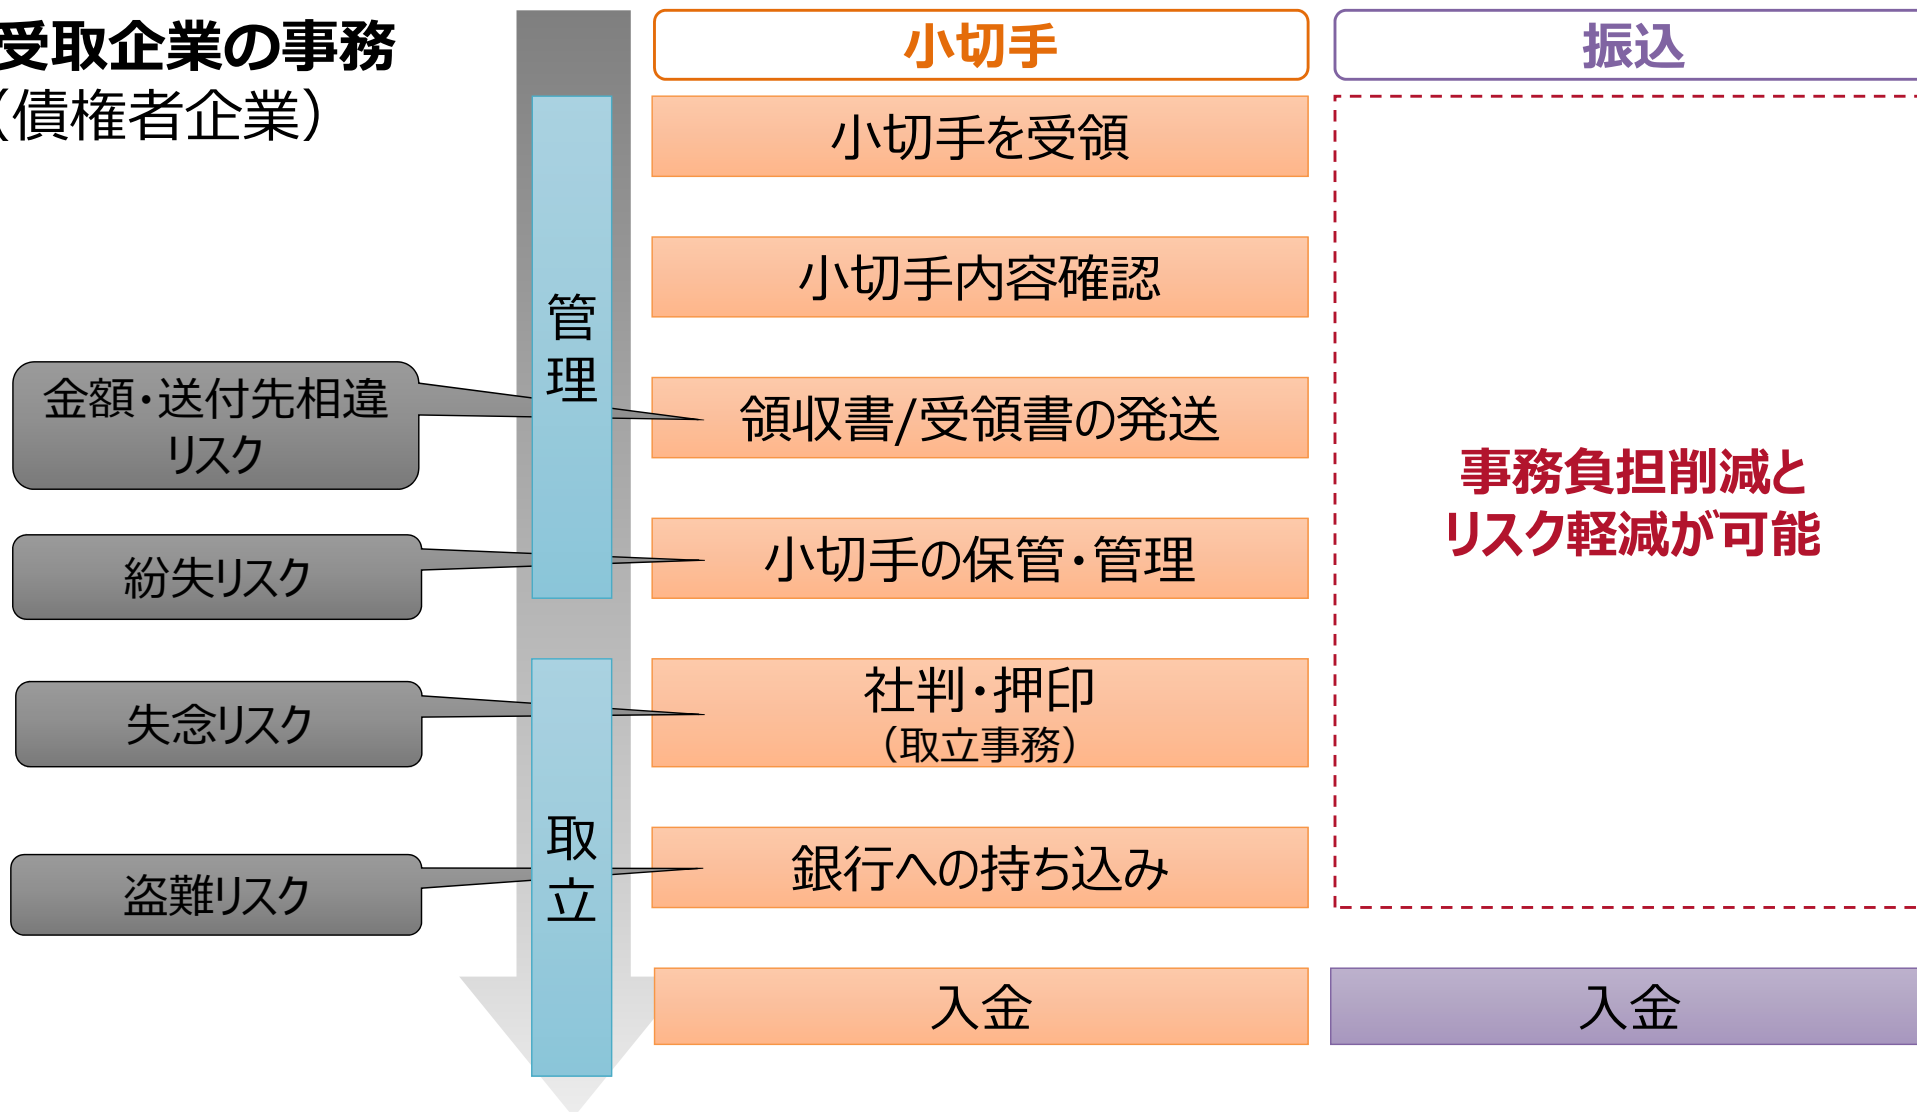 受取企業の事務
（債権者企業）
小切手
振込
管理
取立
小切手を受領
小切手内容確認
領収書/受領書の発送
小切手の保管・管理
社判・押印
（取立事務）
銀行への持ち込み
入金
金額・送付先相違
リスク
紛失リスク
失念リスク
盗難リスク
事務負担削減と
リスク軽減が可能
入金